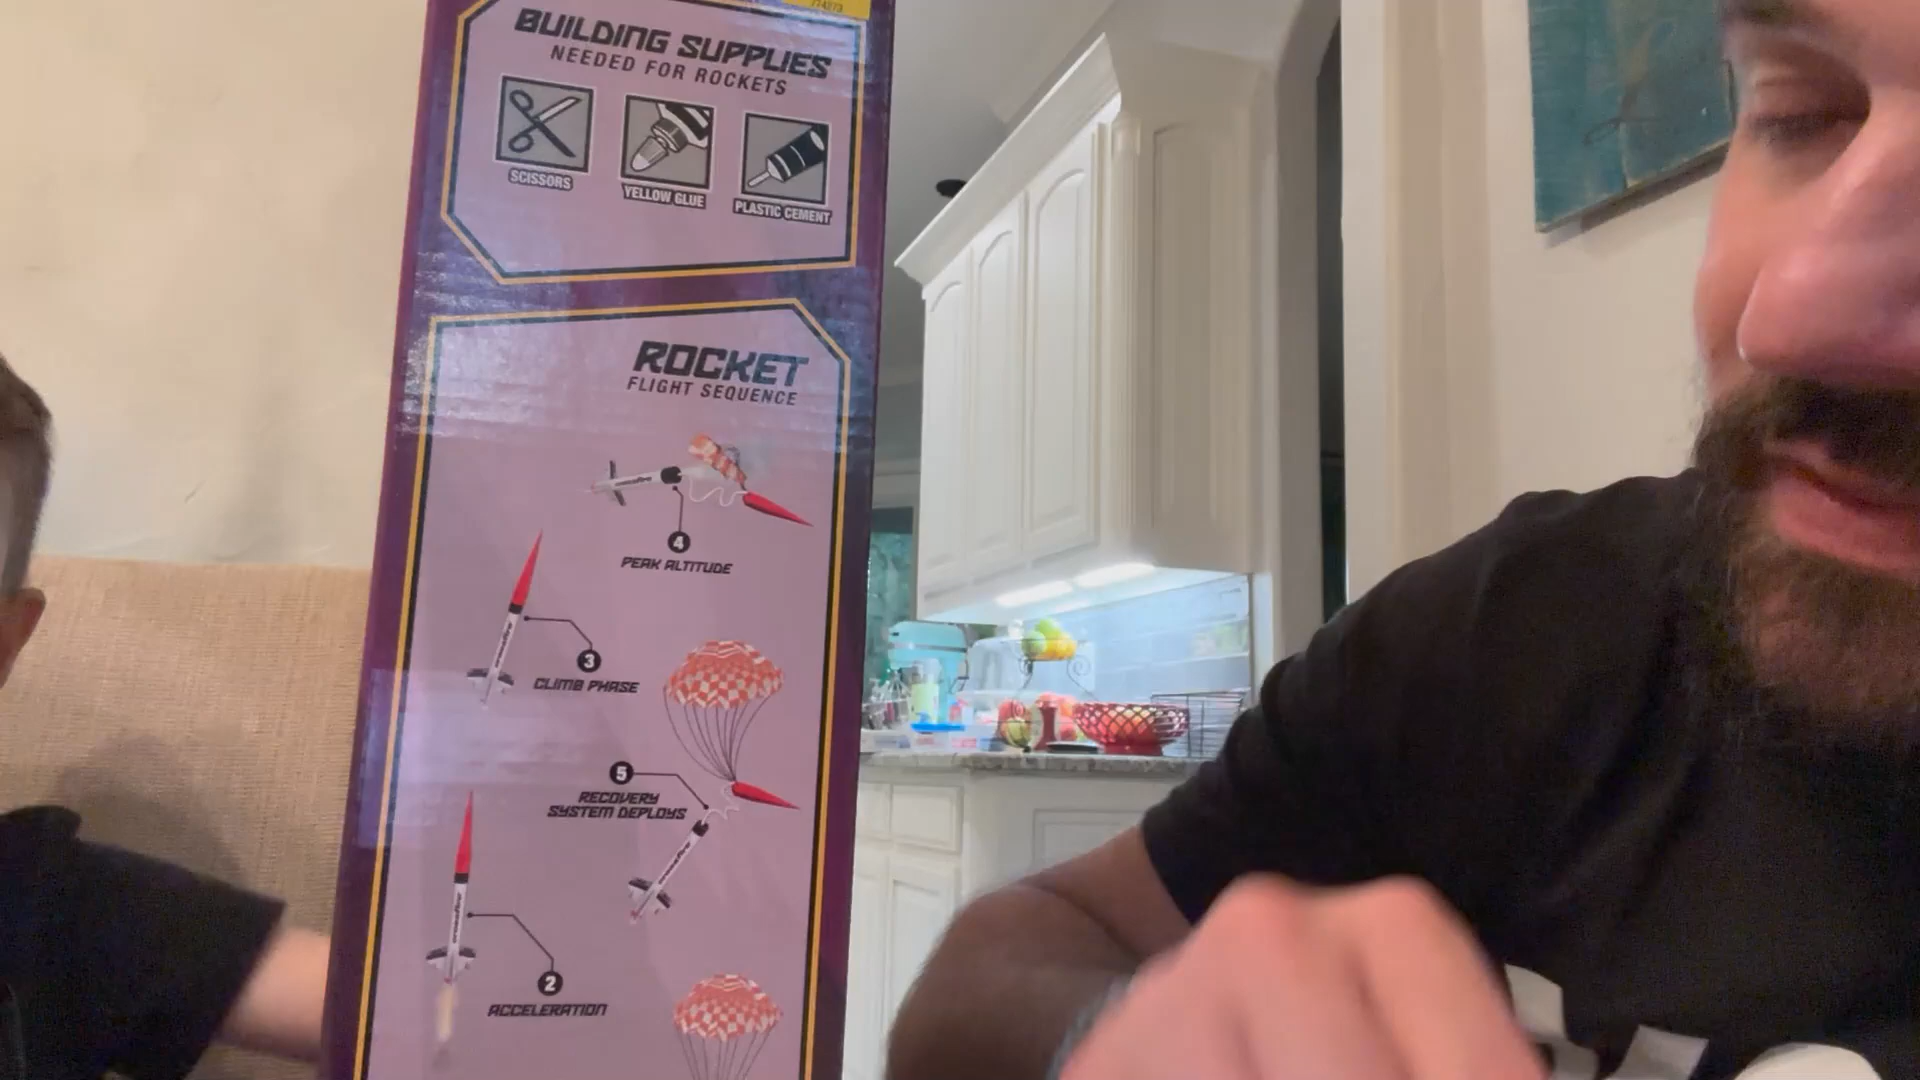 774273
BUILDING SUPPLIES
NEEDED FOR ROCKETS
SCISSORS
YELLOW GLUE
PLASTIC CEMENT
ROCKET
FLIGHT SEQUENCE
4
PEAK ALTITUDE
3
CLIMB PHASE
5
RECOVERY
SYSTEM DEPLOYS
2
ACCELERATION